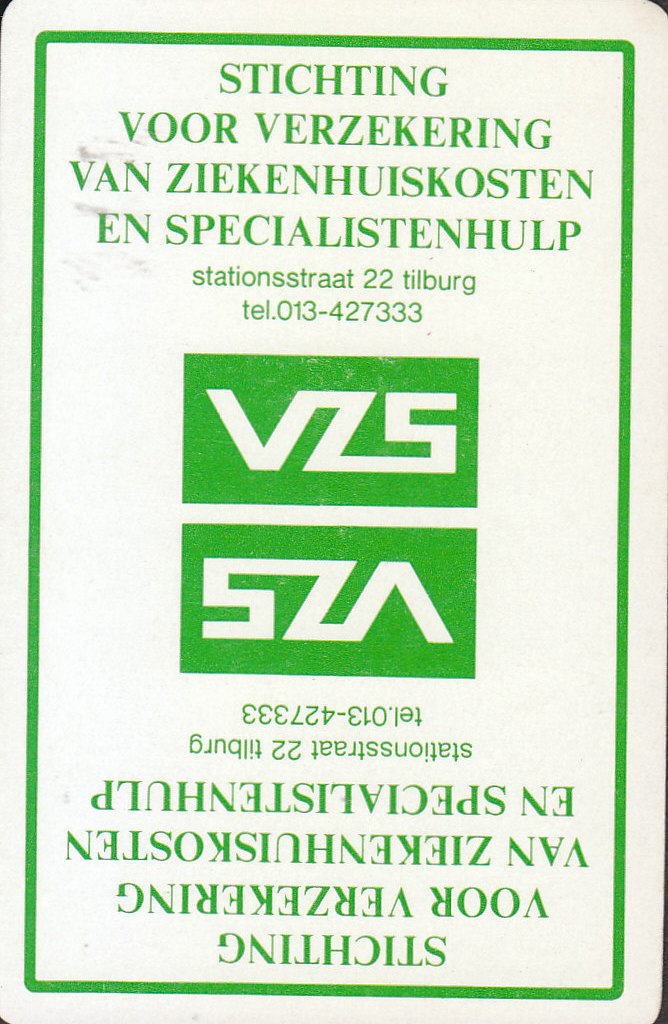 STICHTING
VOOR VERZEKERING
VAN ZIEKENHUISKOSTEN
EN SPECIALISTENHULP
stationsstraat 22 tilburg
tel.013-427333
VZS
VZS
tel.013-427333
stationsstraat 22 tilburg
EN SPECIALISTENHULP
VAN ZIEKENHUISKOSTEN
VOOR VERZEKERING
STICHTING